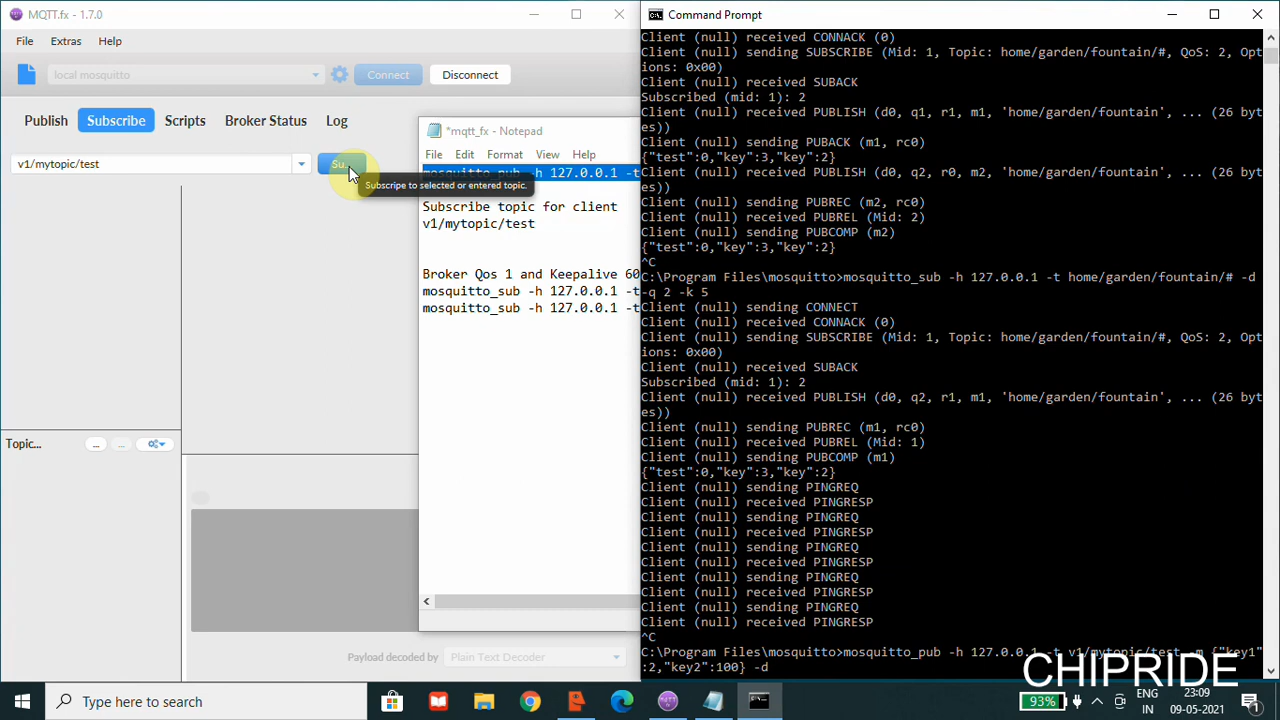 MQTT.fx - 1.7.0
File Extras Help
local mosquitto
Connect
Disconnect
Publish Subscribe Scripts Broker Status Log
v1/mytopic/test
Su...
Subscripe to selected or entered topic.
Topic...
...
...
Payload decoded by Plain Text Decoder
*mqtt_fx - Notepad
File Edit Format View Help
mosquitto_pub -h 127.0.0.1 -t
Subscribe topic for client
v1/mytopic/test
Broker Qos 1 and Keepalive 60
mosquitto_sub -h 127.0.0.1 -t
mosquitto_sub -h 127.0.0.1 -t
Command Prompt
Client (null) received CONNACK (0)
Client (null) sending SUBSCRIBE (Mid: 1, Topic: home/garden/fountain/#, QoS: 2, Opt
ions: 0x00)
Client (null) received SUBACK
Subscribed (mid: 1): 2
Client (null) received PUBLISH (d0, q1, r1, m1, 'home/garden/fountain', ... (26 byt
es))
Client (null) sending PUBACK (m1, rc0)
{"test":0,"key":3,"key":2}
Client (null) received PUBLISH (d0, q2, r0, m2, 'home/garden/fountain', ... (26 byt
es))
Client (null) sending PUBREC (m2, rc0)
Client (null) received PUBREL (Mid: 2)
Client (null) sending PUBCOMP (m2)
{"test":0,"key":3,"key":2}
^C
C:\Program Files\mosquitto>mosquitto_sub -h 127.0.0.1 -t home/garden/fountain/# -d
-q 2 -k 5
Client (null) sending CONNECT
Client (null) received CONNACK (0)
Client (null) sending SUBSCRIBE (Mid: 1, Topic: home/garden/fountain/#, QoS: 2, Opt
ions: 0x00)
Client (null) received SUBACK
Subscribed (mid: 1): 2
Client (null) received PUBLISH (d0, q2, r1, m1, 'home/garden/fountain', ... (26 byt
es))
Client (null) sending PUBREC (m1, rc0)
Client (null) received PUBREL (Mid: 1)
Client (null) sending PUBCOMP (m1)
{"test":0,"key":3,"key":2}
Client (null) sending PINGREQ
Client (null) received PINGRESP
Client (null) sending PINGREQ
Client (null) received PINGRESP
Client (null) sending PINGREQ
Client (null) received PINGRESP
Client (null) sending PINGREQ
Client (null) received PINGRESP
Client (null) sending PINGREQ
Client (null) received PINGRESP
^C
C:\Program Files\mosquitto>mosquitto_pub -h 127.0.0.1 -t v1/mytopic/test -m {"key1"
:2,"key2":100} -d
CHIPRIDE
Type here to search
93%
ENG
IN
23:09
09-05-2021
1